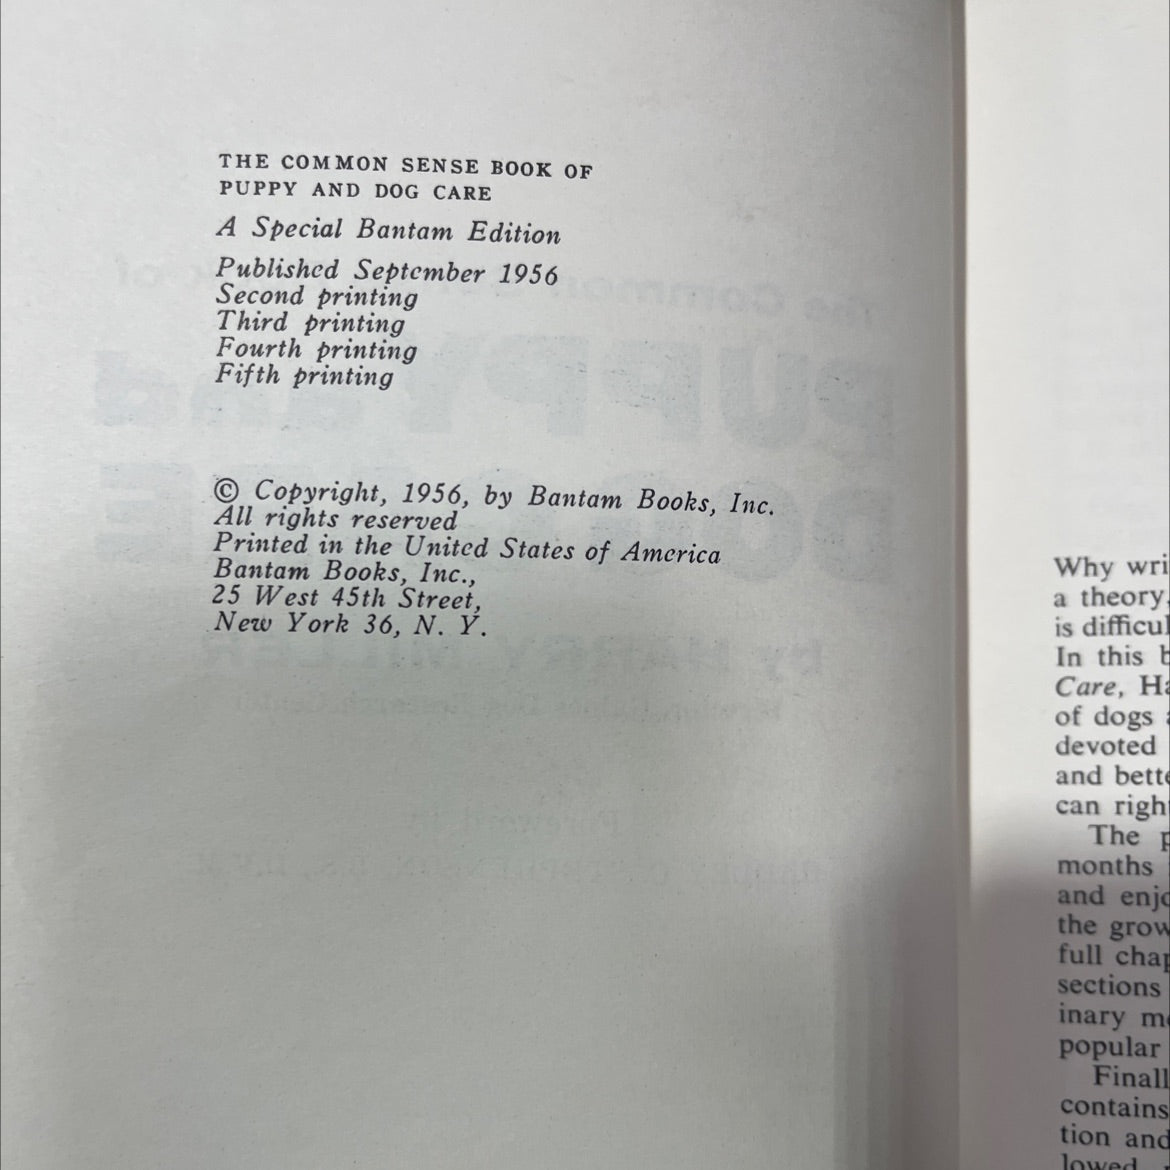 THE COMMON SENSE BOOK OF
PUPPY AND DOG CARE
A Special Bantam Edition
Published September 1956
Second printing
Third printing
Fourth printing
Fifth printing
© Copyright, 1956, by Bantam Books, Inc.
All rights reserved
Printed in the United States of America
Bantam Books, Inc.,
25 West 45th Street,
New York 36, N. Y.
Why wri
a theory,
is difficul
In this b
Care, Ha
of dogs a
devoted
and bette
can righ
The p
months
and enjo
the grow
full chap
sections
inary m
popular
Finall
contains
tion and
lowed